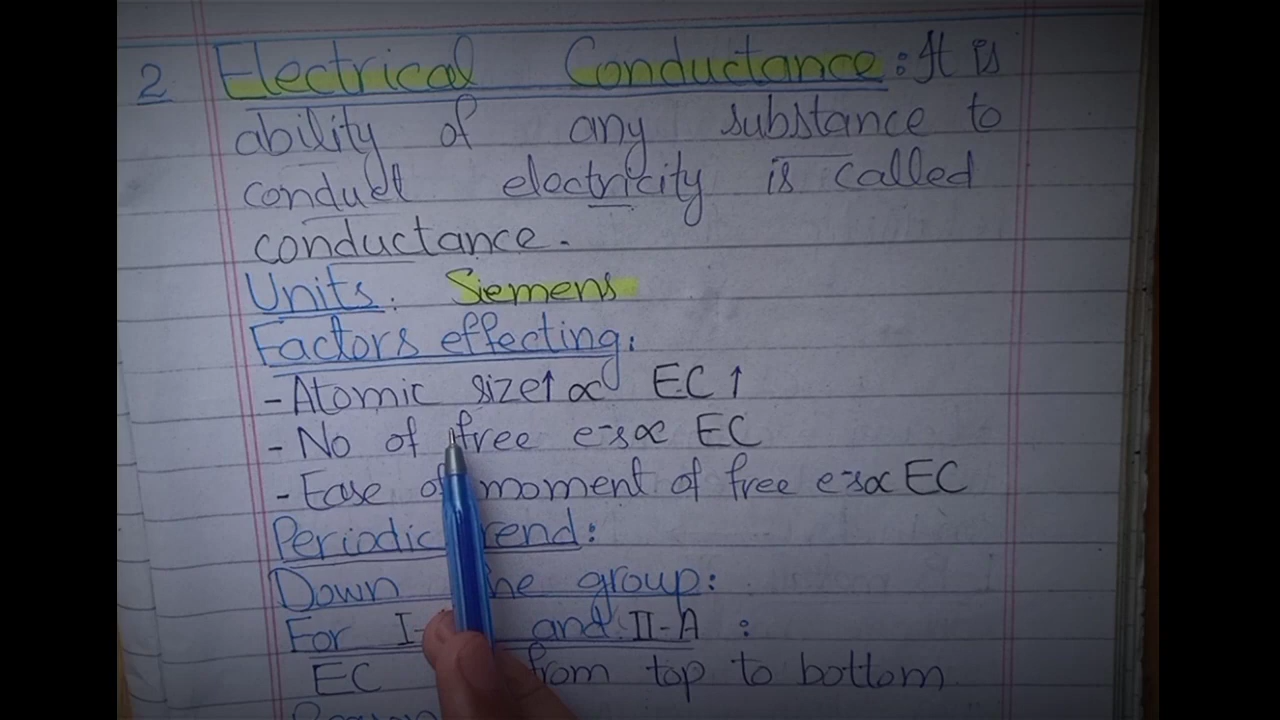 2 Electrical Conductance: It is
ability of any substance to
conduct electricity is called
conductance.
Units: Siemens
Factors effecting:
- Atomic size↑ ∝ EC ↑
- No of free e-s ∝ EC
- Ease of moment of free e-s ∝ EC
Periodic
Down group:
For and II-A :
EC from top to bottom